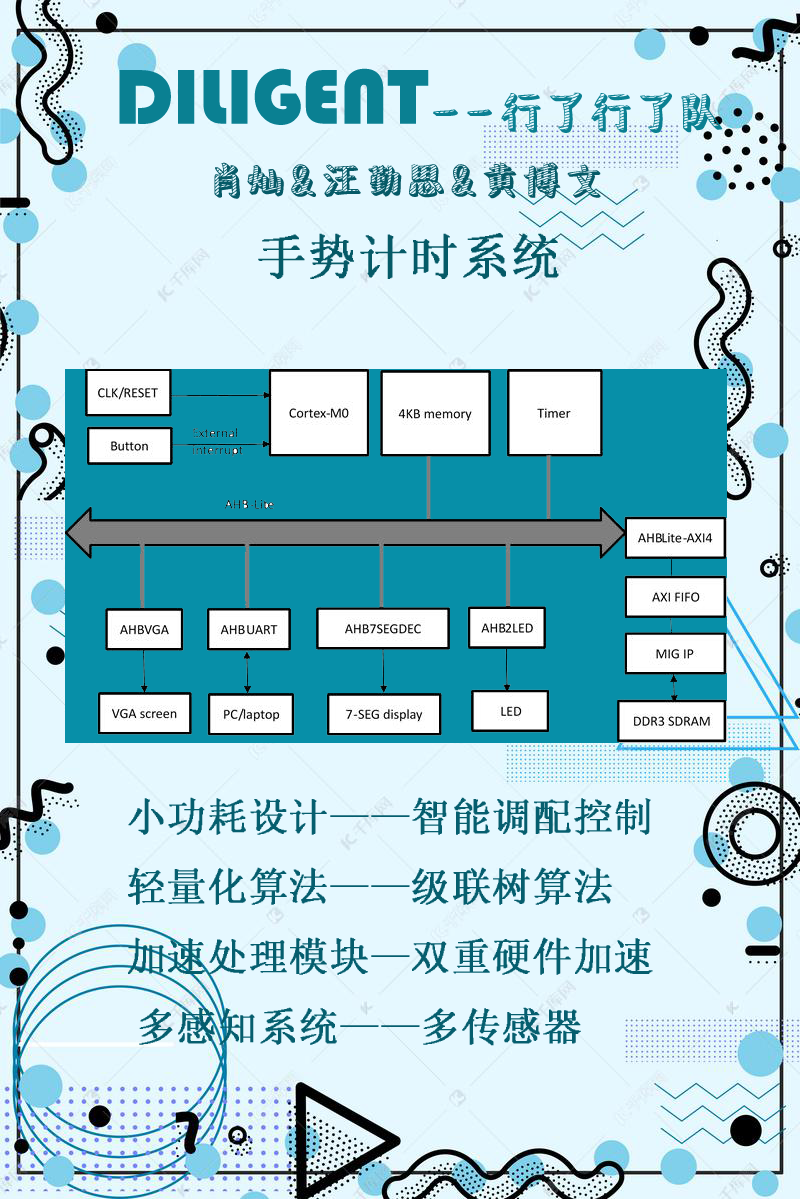 DILIGENT--行了行了队
肖灿&汪勤思&黄博文
手势计时系统
CLK/RESET
Cortex-M0
4KB memory
Timer
Button
External
interrupt
AHB-Lite
AHBLite-AXI4
AXI FIFO
MIG IP
DDR3 SDRAM
AHBVGA
AHBUART
AHB7SEGDEC
AHB2LED
VGA screen
PC/laptop
7-SEG display
LED
小功耗设计——智能调配控制
轻量化算法——级联树算法
加速处理模块—双重硬件加速
多感知系统——多传感器
千库网